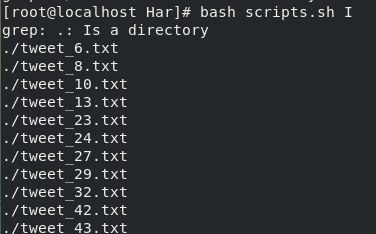 [root@localhost Har]# bash scripts.sh I
grep: .: Is a directory
./tweet_6.txt
./tweet_8.txt
./tweet_10.txt
./tweet_13.txt
./tweet_23.txt
./tweet_24.txt
./tweet_27.txt
./tweet_29.txt
./tweet_32.txt
./tweet_42.txt
./tweet_43.txt